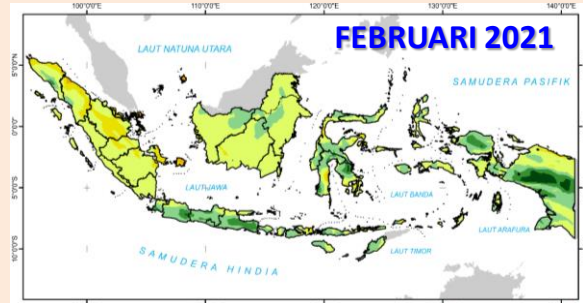 100°0'0"E 110°0'0"E 120°0'0"E 130°0'0"E 140°0'0"E
FEBRUARI 2021
LAUT NATUNA UTARA
SAMUDERA PASIFIK
5°0'0"N
0°0'0"
5°0'0"S
10°0'0"S
LAUT JAWA
LAUT BANDA
LAUT ARAFURA
LAUT TIMOR
SAMUDERA HINDIA